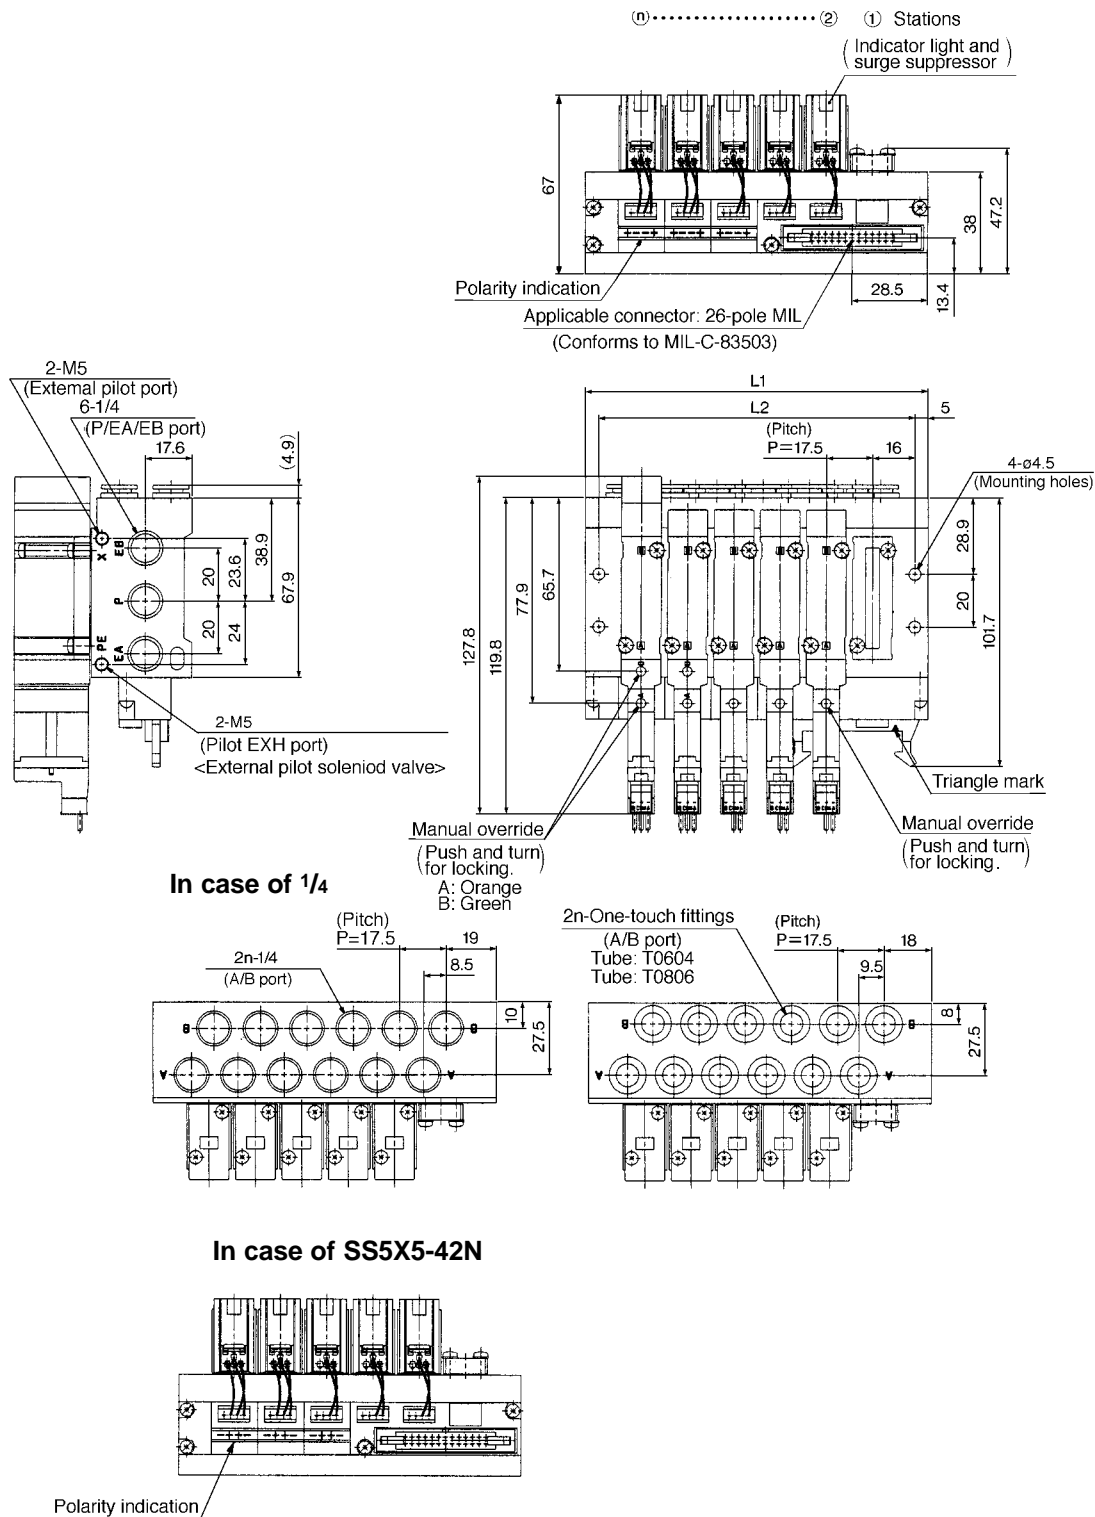 ⓝ··················② ① Stations
(Indicator light and
surge suppressor)
67
38
47.2
13.4
28.5
Polarity indication
Applicable connector: 26-pole MIL
(Conforms to MIL-C-83503)
2-M5
(External pilot port)
6-1/4
(P/EA/EB port)
17.6
(4.9)
X
EB
P
PE
EA
20
23.6
38.9
67.9
20
24
2-M5
(Pilot EXH port)
<External pilot soleniod valve>
L1
L2
5
(Pitch)
P=17.5
16
4-ø4.5
(Mounting holes)
127.8
119.8
77.9
65.7
28.9
20
101.7
Triangle mark
Manual override
(Push and turn)
for locking.
A: Orange
B: Green
Manual override
(Push and turn)
for locking.
In case of 1/4
(Pitch)
P=17.5
19
8.5
2n-1/4
(A/B port)
10
27.5
B
B
A
A
2n-One-touch fittings
(A/B port)
Tube: T0604
Tube: T0806
(Pitch)
P=17.5
18
9.5
8
27.5
B
B
A
A
In case of SS5X5-42N
Polarity indication